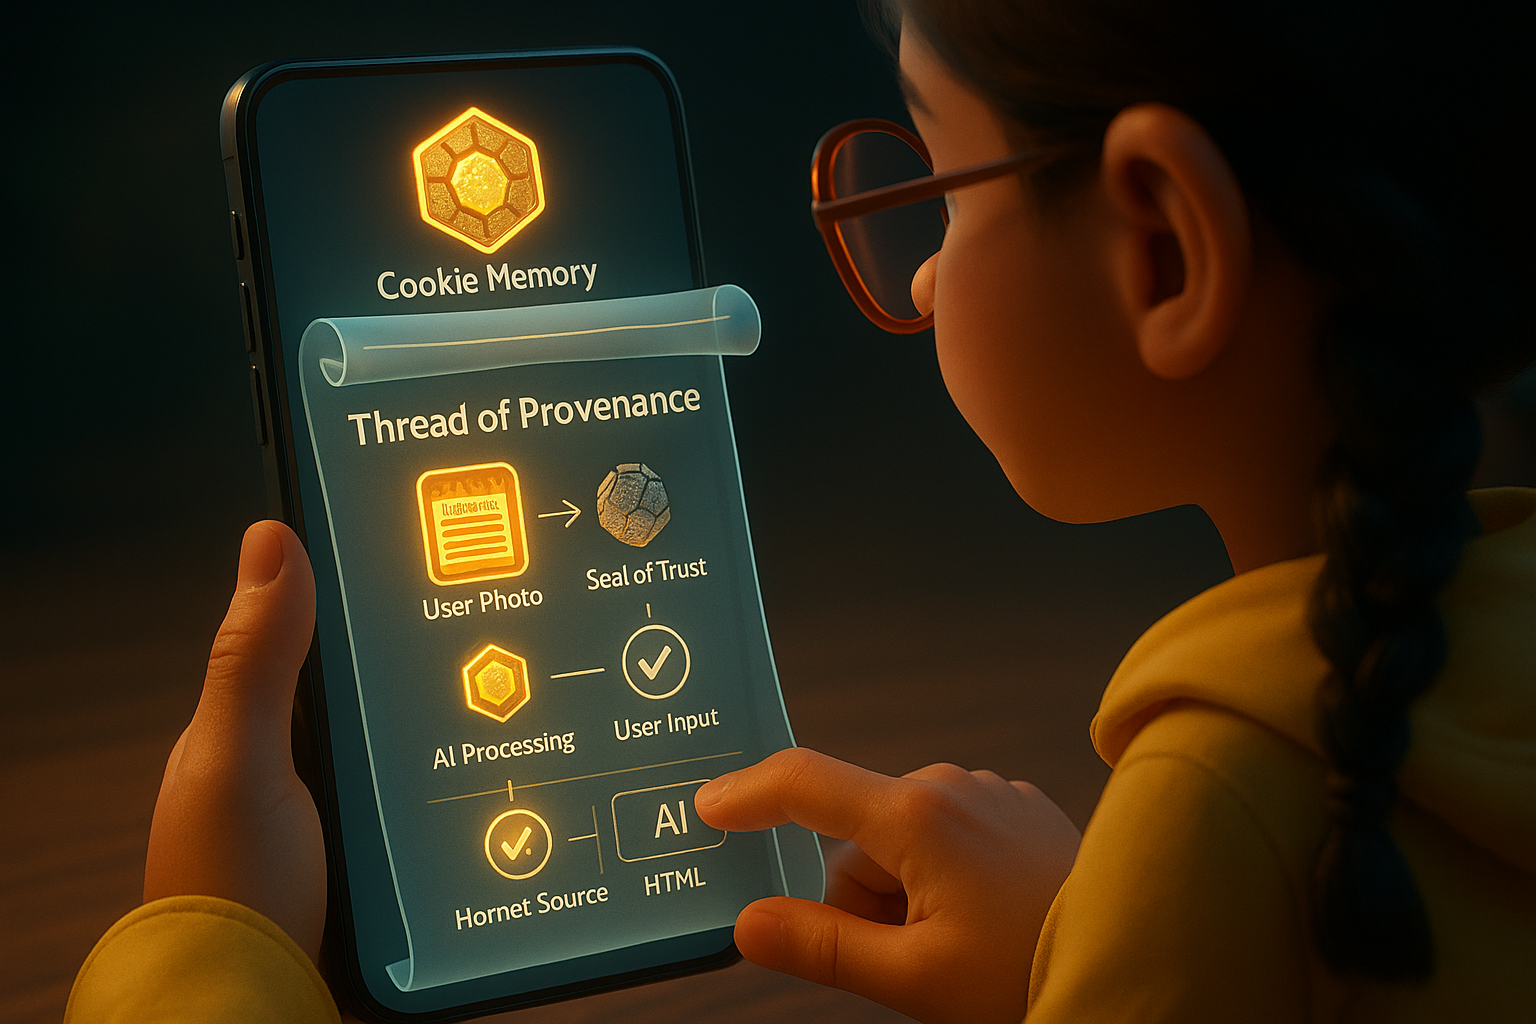 Cookie Memory
Thread of Provenance
User Photo
Seal of Trust
AI Processing
User Input
Hornet Source
AI
HTML